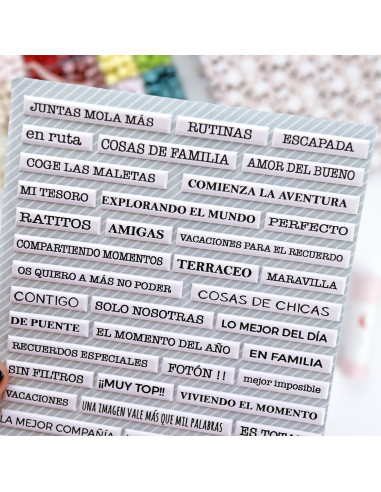 JUNTAS MOLA MÁS RUTINAS ESCAPADA
en ruta COSAS DE FAMILIA AMOR DEL BUENO
COGE LAS MALETAS COMIENZA LA AVENTURA
MI TESORO EXPLORANDO EL MUNDO PERFECTO
RATITOS AMIGAS VACACIONES PARA EL RECUERDO
COMPARTIENDO MOMENTOS TERRACEO MARAVILLA
OS QUIERO A MÁS NO PODER COSAS DE CHICAS
CONTIGO SOLO NOSOTRAS LO MEJOR DEL DÍA
DE PUENTE EL MOMENTO DEL AÑO EN FAMILIA
RECUERDOS ESPECIALES FOTÓN !! mejor imposible
SIN FILTROS ¡¡MUY TOP!! VIVIENDO EL MOMENTO
VACACIONES UNA IMAGEN VALE MÁS QUE MIL PALABRAS ES
LA MEJOR COMPAÑÍA